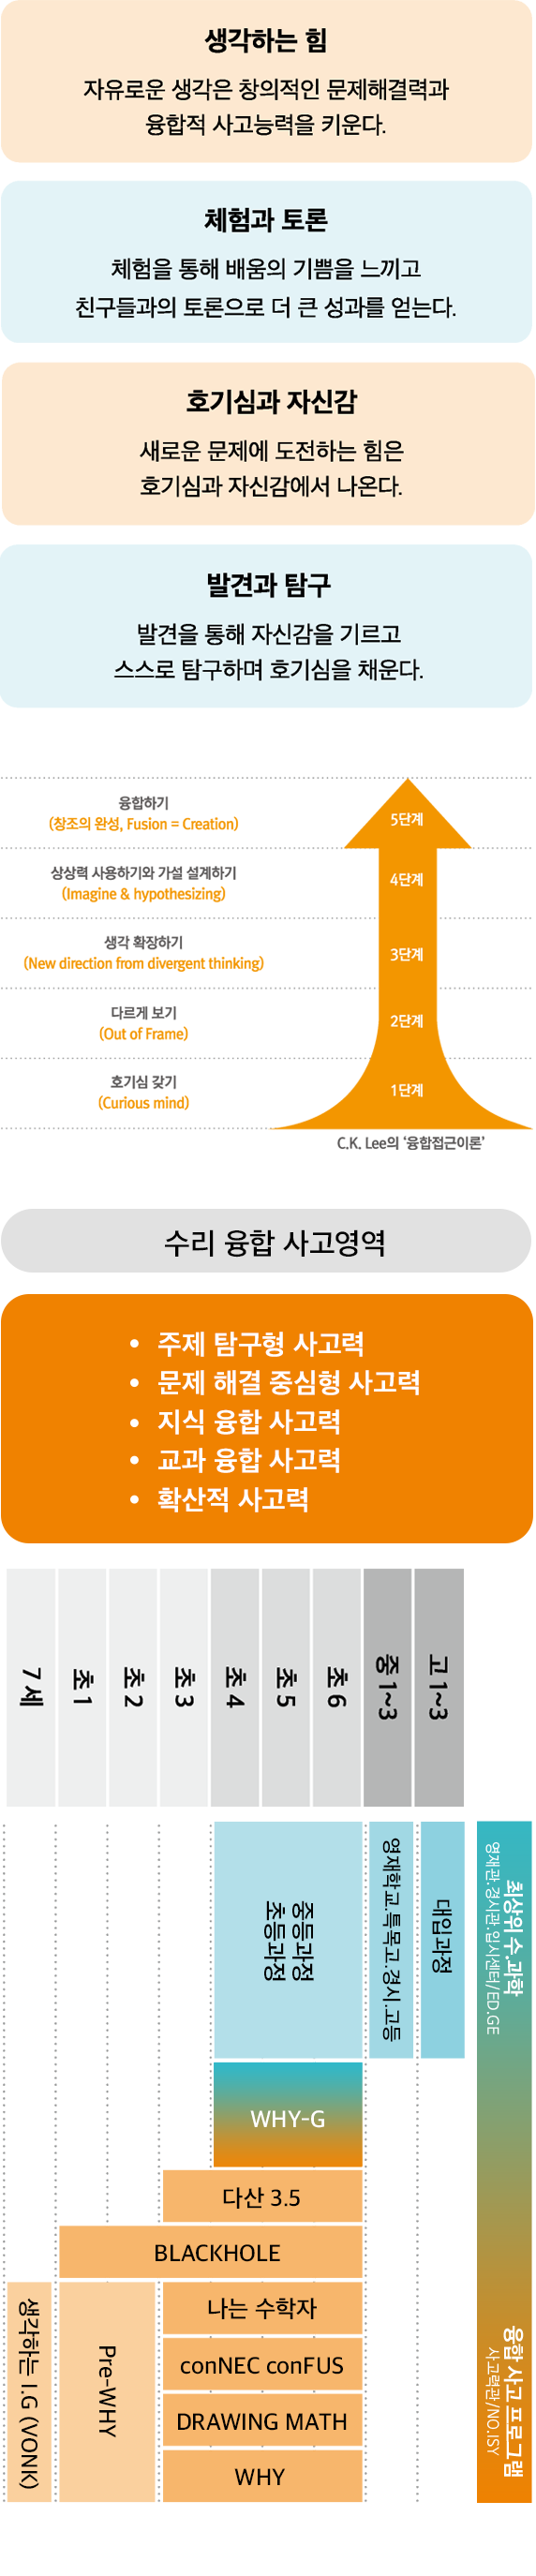 생각하는 힘
자유로운 생각은 창의적인 문제해결력과
융합적 사고능력을 키운다.
체험과 토론
체험을 통해 배움의 기쁨을 느끼고
친구들과의 토론으로 더 큰 성과를 얻는다.
호기심과 자신감
새로운 문제에 도전하는 힘은
호기심과 자신감에서 나온다.
발견과 탐구
발견을 통해 자신감을 기르고
스스로 탐구하며 호기심을 채운다.
융합하기
(창조의 완성, Fusion = Creation)
5단계
상상력 사용하기와 가설 설계하기
(Imagine & hypothesizing)
4단계
생각 확장하기
(New direction from divergent thinking)
3단계
다르게 보기
(Out of Frame)
2단계
호기심 갖기
(Curious mind)
1단계
C.K. Lee의 ‘융합접근이론’
수리 융합 사고영역
• 주제 탐구형 사고력
• 문제 해결 중심형 사고력
• 지식 융합 사고력
• 교과 융합 사고력
• 확산적 사고력
7세
초1
초2
초3
초4
초5
초6
중1~3
고1~3
중등과정
초등과정
영재학교.특목고.경시.고등
대입과정
최상위 수.과학
영재관.경시관.입시센터/ED.GE
WHY-G
다산 3.5
BLACKHOLE
나는 수학자
conNEC conFUS
DRAWING MATH
WHY
Pre-WHY
생각하는 I.G (VONK)
융합 사고 프로그램
사고력관/NO.ISY